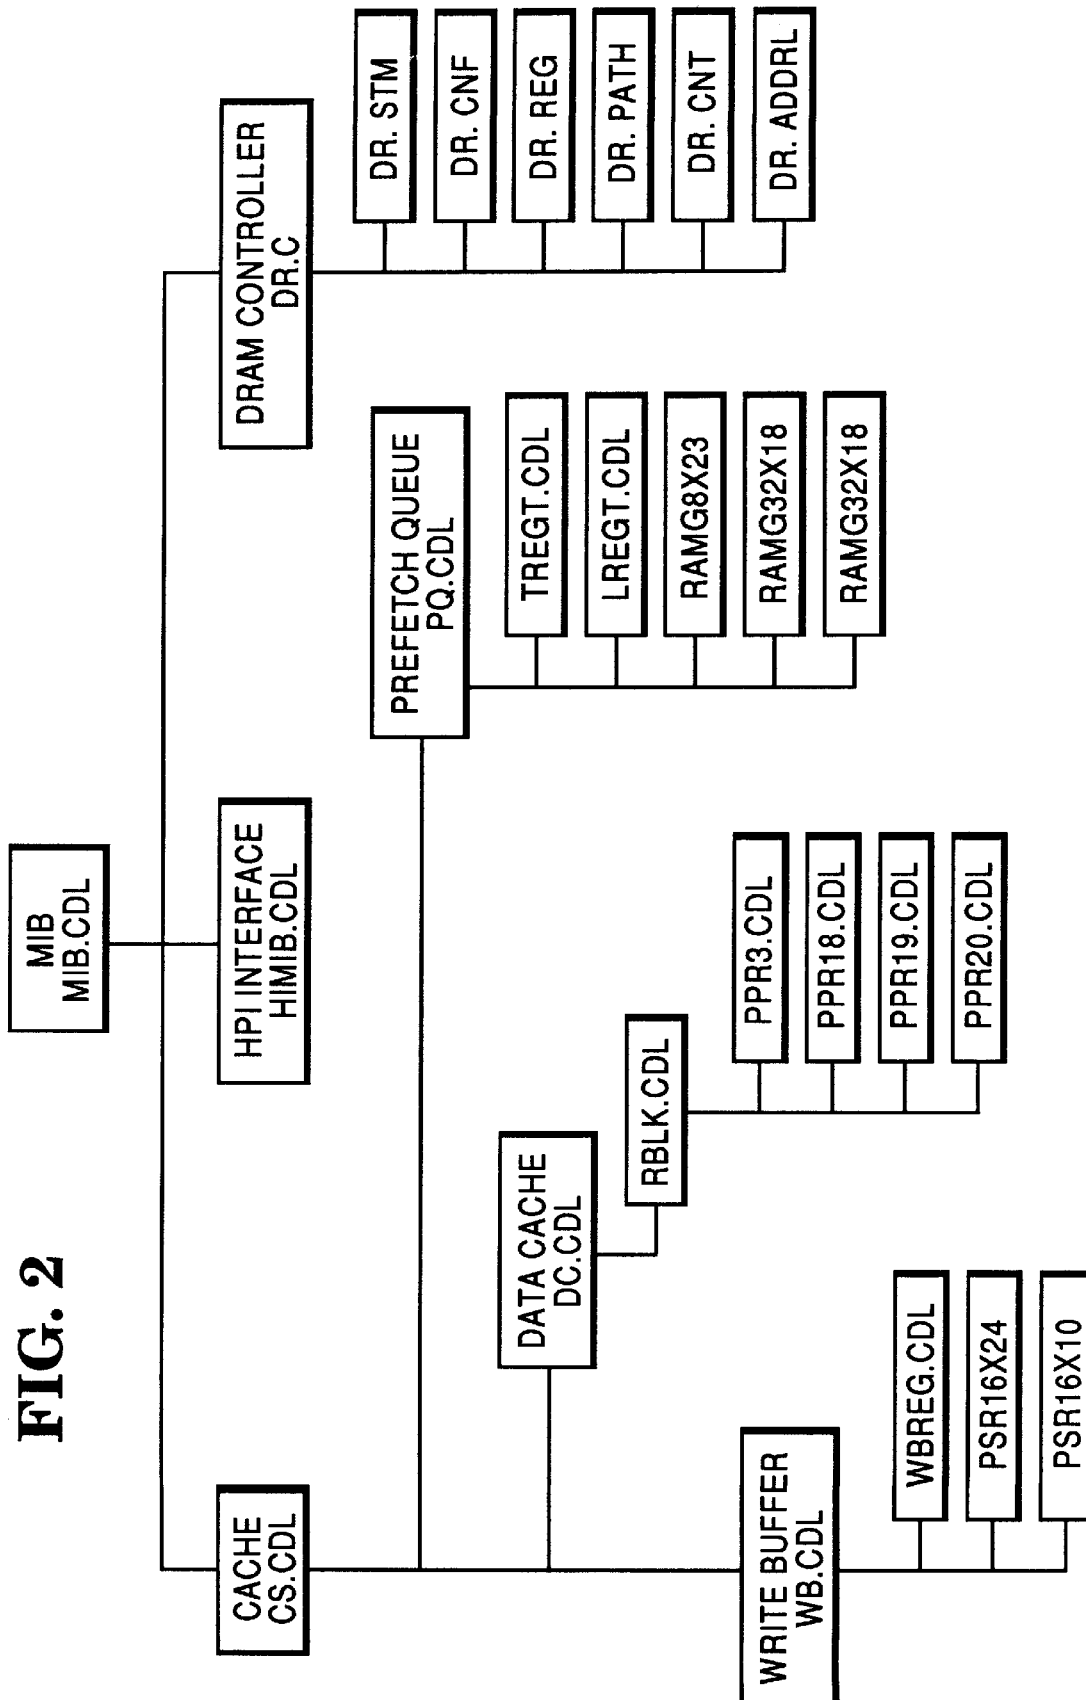 FIG. 2
MIB
MIB.CDL
CACHE
CS.CDL
HPI INTERFACE
HIMIB.CDL
DRAM CONTROLLER
DR.C
DR. STM
DR. CNF
DR. REG
DR. PATH
DR. CNT
DR. ADDRL
PREFETCH QUEUE
PQ.CDL
TREGT.CDL
LREGT.CDL
RAMG8X23
RAMG32X18
RAMG32X18
DATA CACHE
DC.CDL
RBLK.CDL
PPR3.CDL
PPR18.CDL
PPR19.CDL
PPR20.CDL
WRITE BUFFER
WB.CDL
WBREG.CDL
PSR16X24
PSR16X10